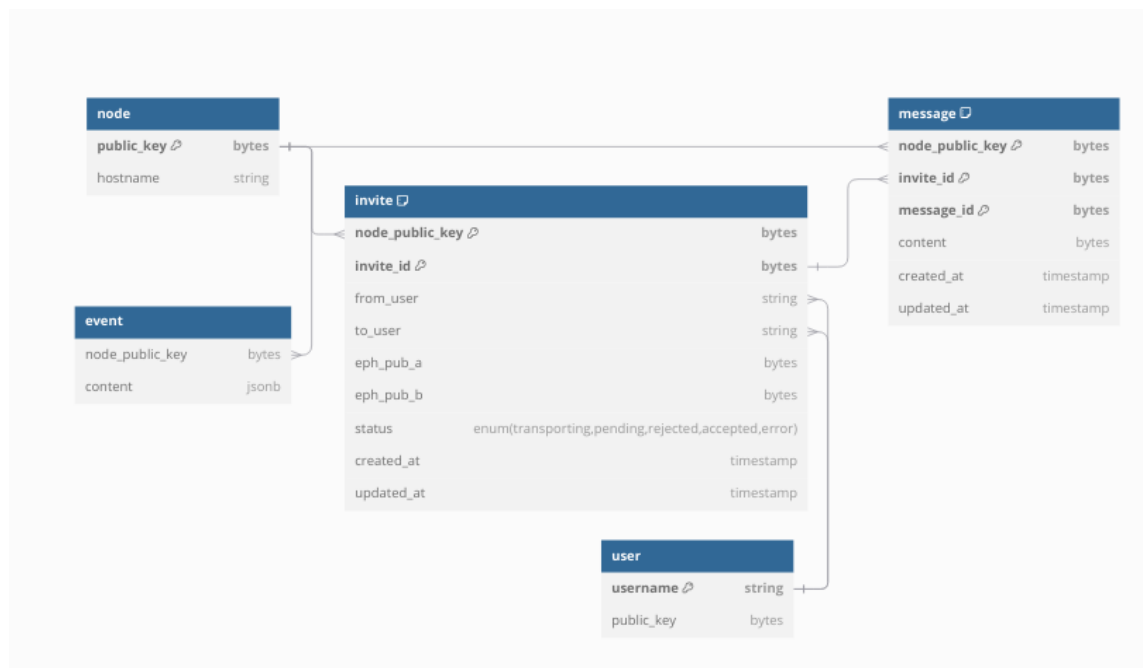 node
public_key bytes
hostname string
event
node_public_key bytes
content jsonb
invite
node_public_key bytes
invite_id bytes
from_user string
to_user string
eph_pub_a bytes
eph_pub_b bytes
status enum(transporting,pending,rejected,accepted,error)
created_at timestamp
updated_at timestamp
user
username string
public_key bytes
message
node_public_key bytes
invite_id bytes
message_id bytes
content bytes
created_at timestamp
updated_at timestamp